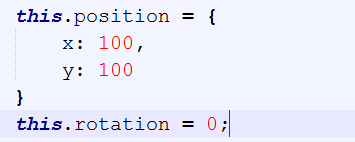 this.position = {
    x: 100,
    y: 100
}
this.rotation = 0;